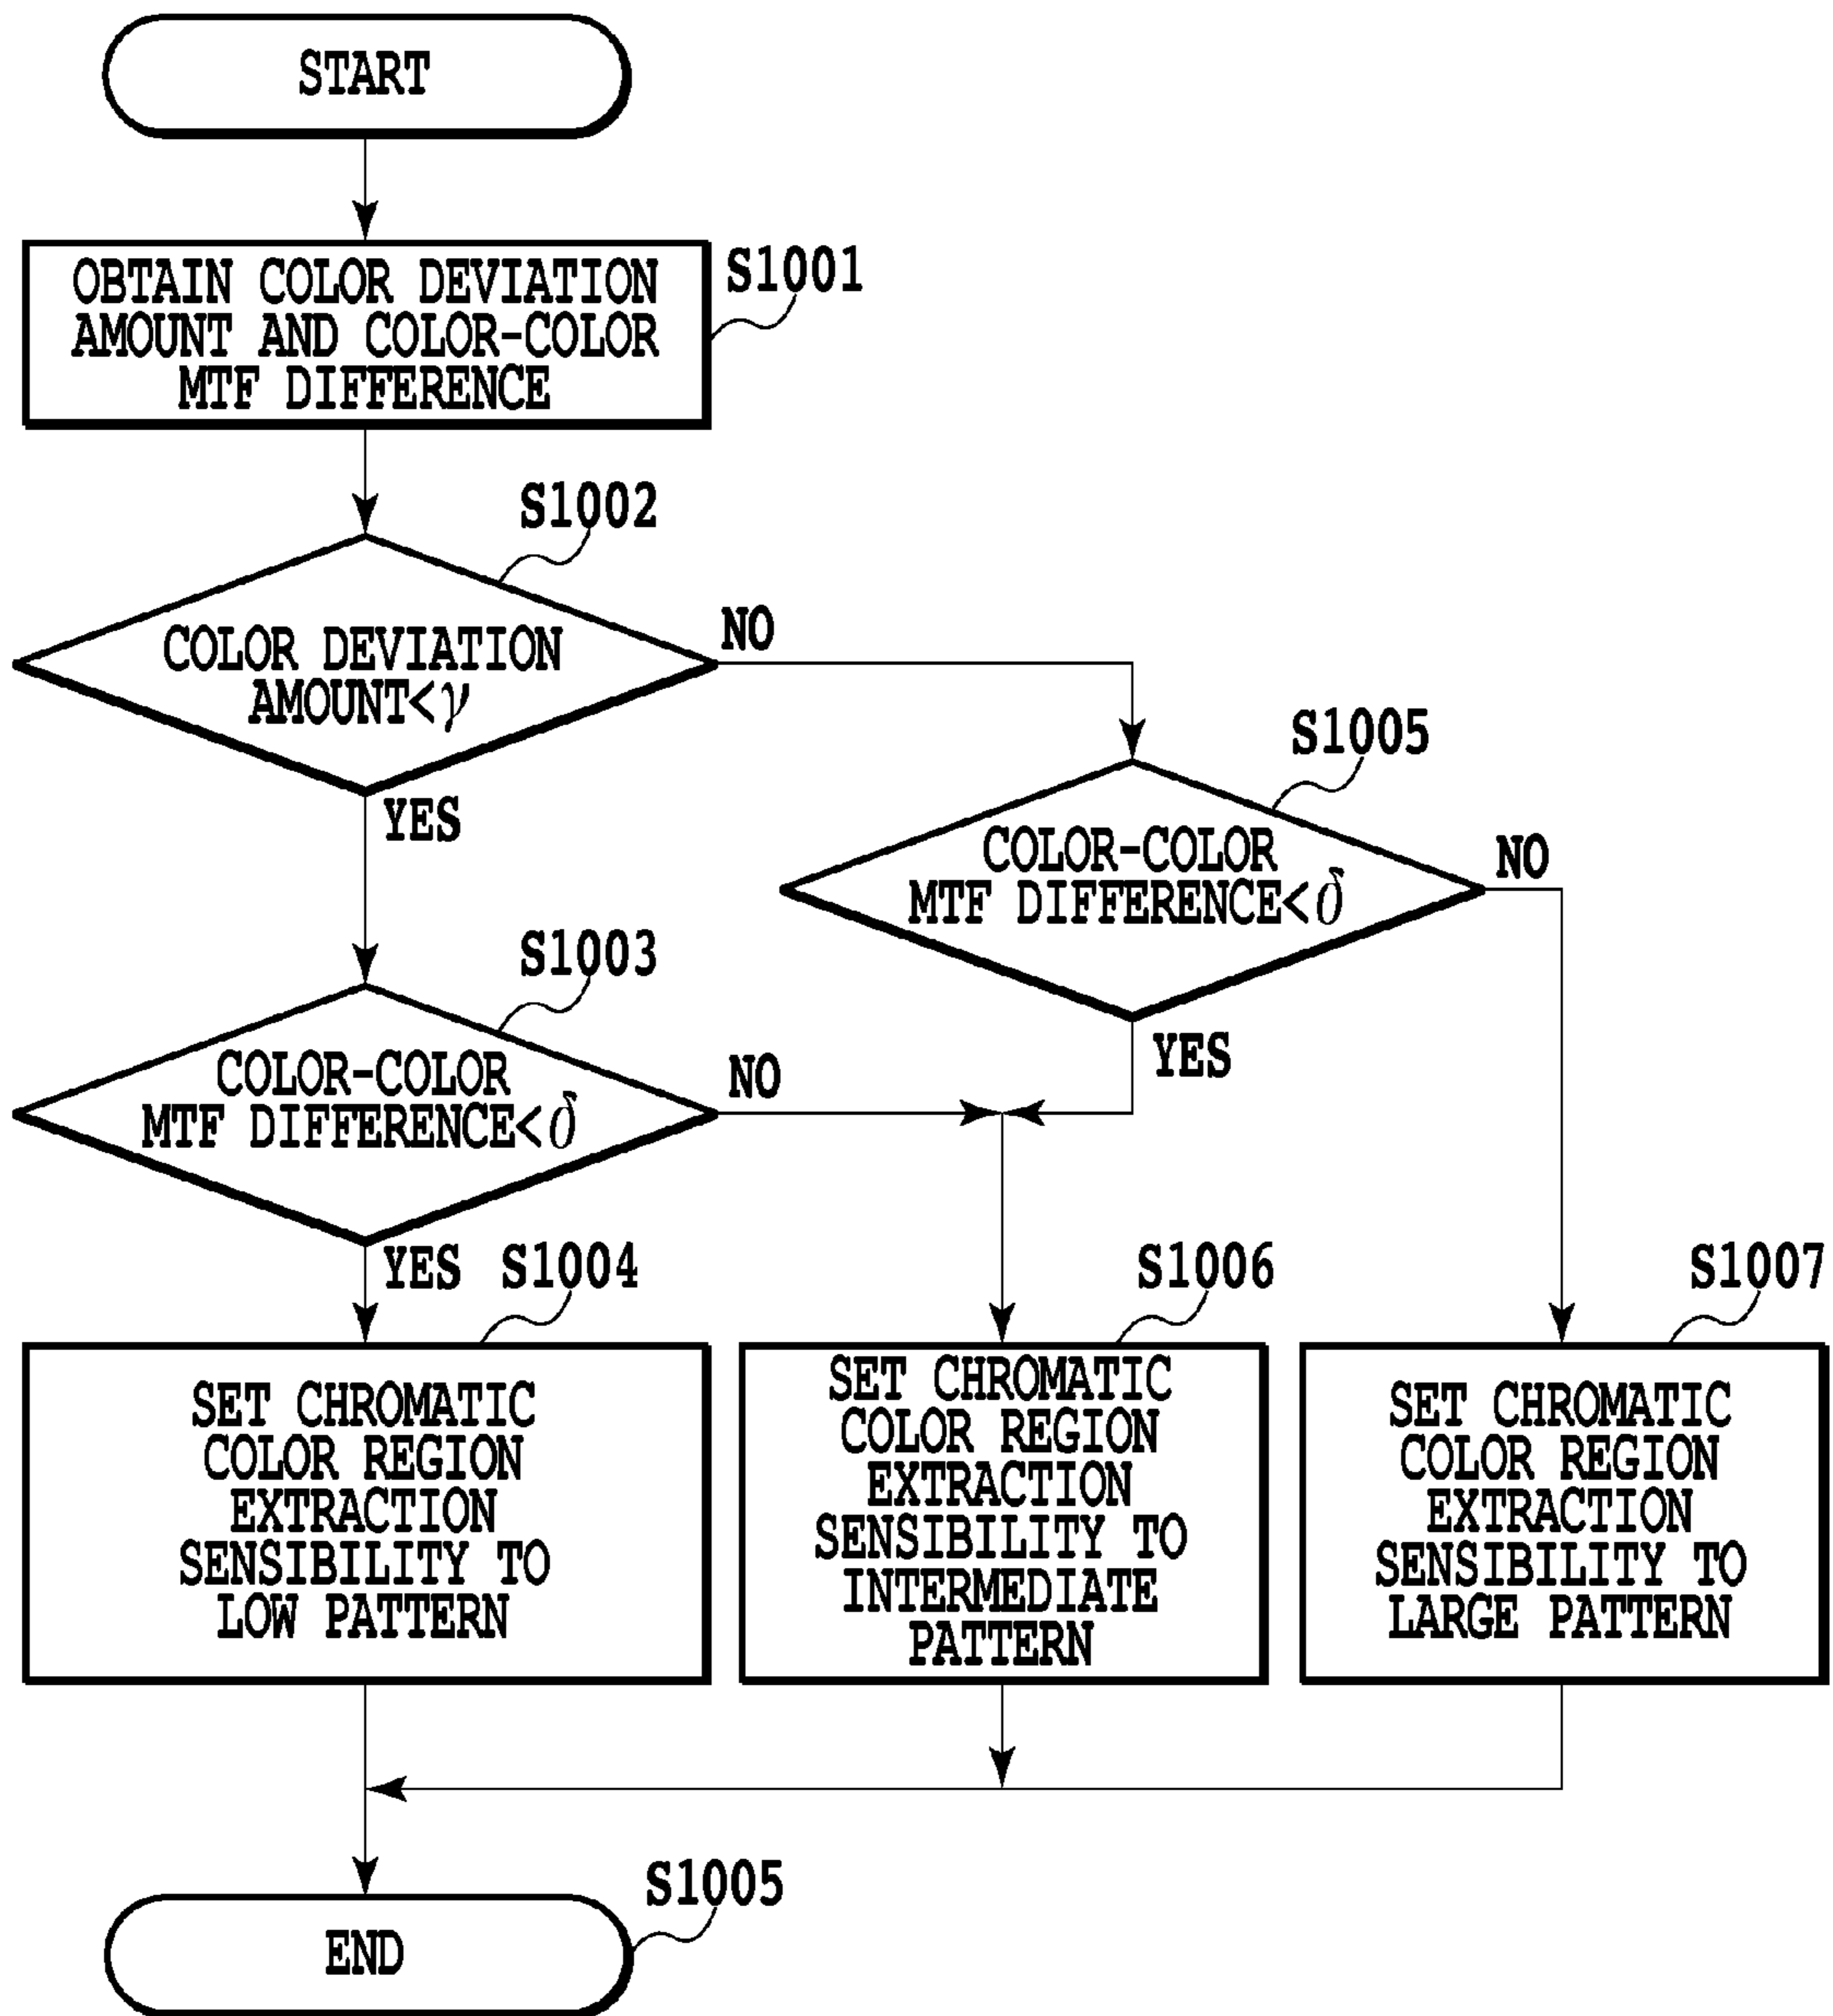 START
OBTAIN COLOR DEVIATION
AMOUNT AND COLOR-COLOR
MTF DIFFERENCE
S1001
S1002
COLOR DEVIATION
AMOUNT<γ
NO
YES
S1005
COLOR-COLOR
MTF DIFFERENCE<δ
NO
YES
S1003
COLOR-COLOR
MTF DIFFERENCE<δ
NO
YES
S1004
SET CHROMATIC
COLOR REGION
EXTRACTION
SENSIBILITY TO
LOW PATTERN
S1006
SET CHROMATIC
COLOR REGION
EXTRACTION
SENSIBILITY TO
INTERMEDIATE
PATTERN
S1007
SET CHROMATIC
COLOR REGION
EXTRACTION
SENSIBILITY TO
LARGE PATTERN
S1005
END